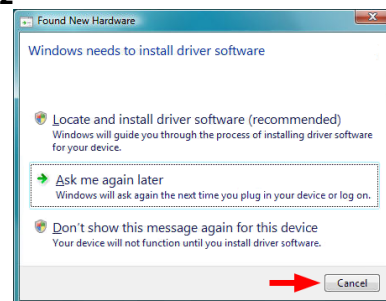 Found New Hardware
Windows needs to install driver software
Locate and install driver software (recommended)
Windows will guide you through the process of installing driver software
for your device.
Ask me again later
Windows will ask again the next time you plug in your device or log on.
Don't show this message again for this device
Your device will not function until you install driver software.
Cancel